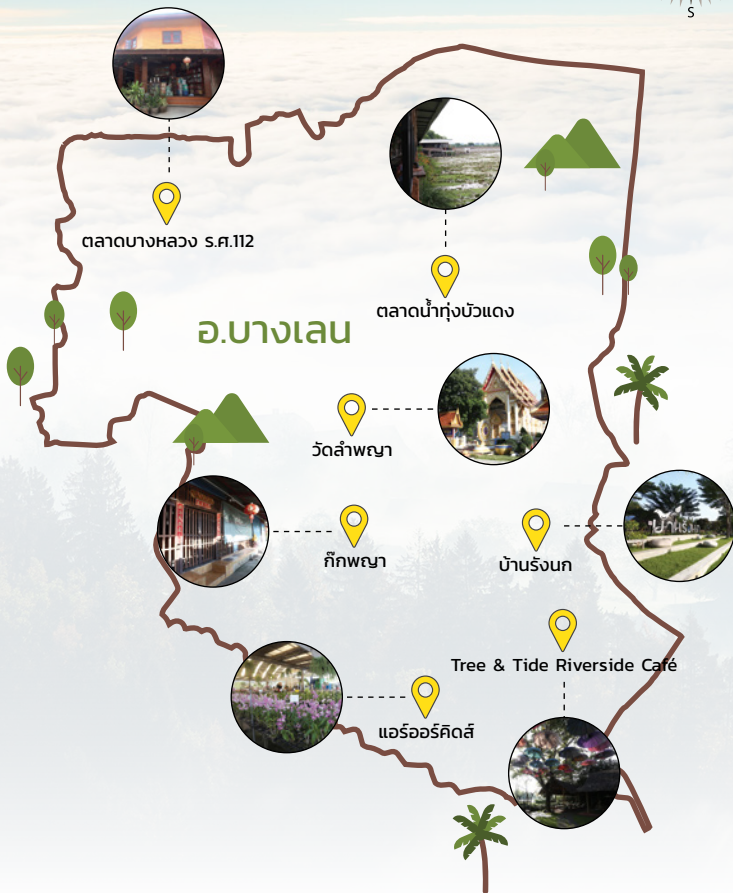 S
ตลาดบางหลวง ร.ศ.112
ตลาดน้ำทุ่งบัวแดง
อ.บางเลน
วัดลำพญา
ก๊กพญา
บ้านรังนก
Tree & Tide Riverside Café
แอร์ออร์คิดส์